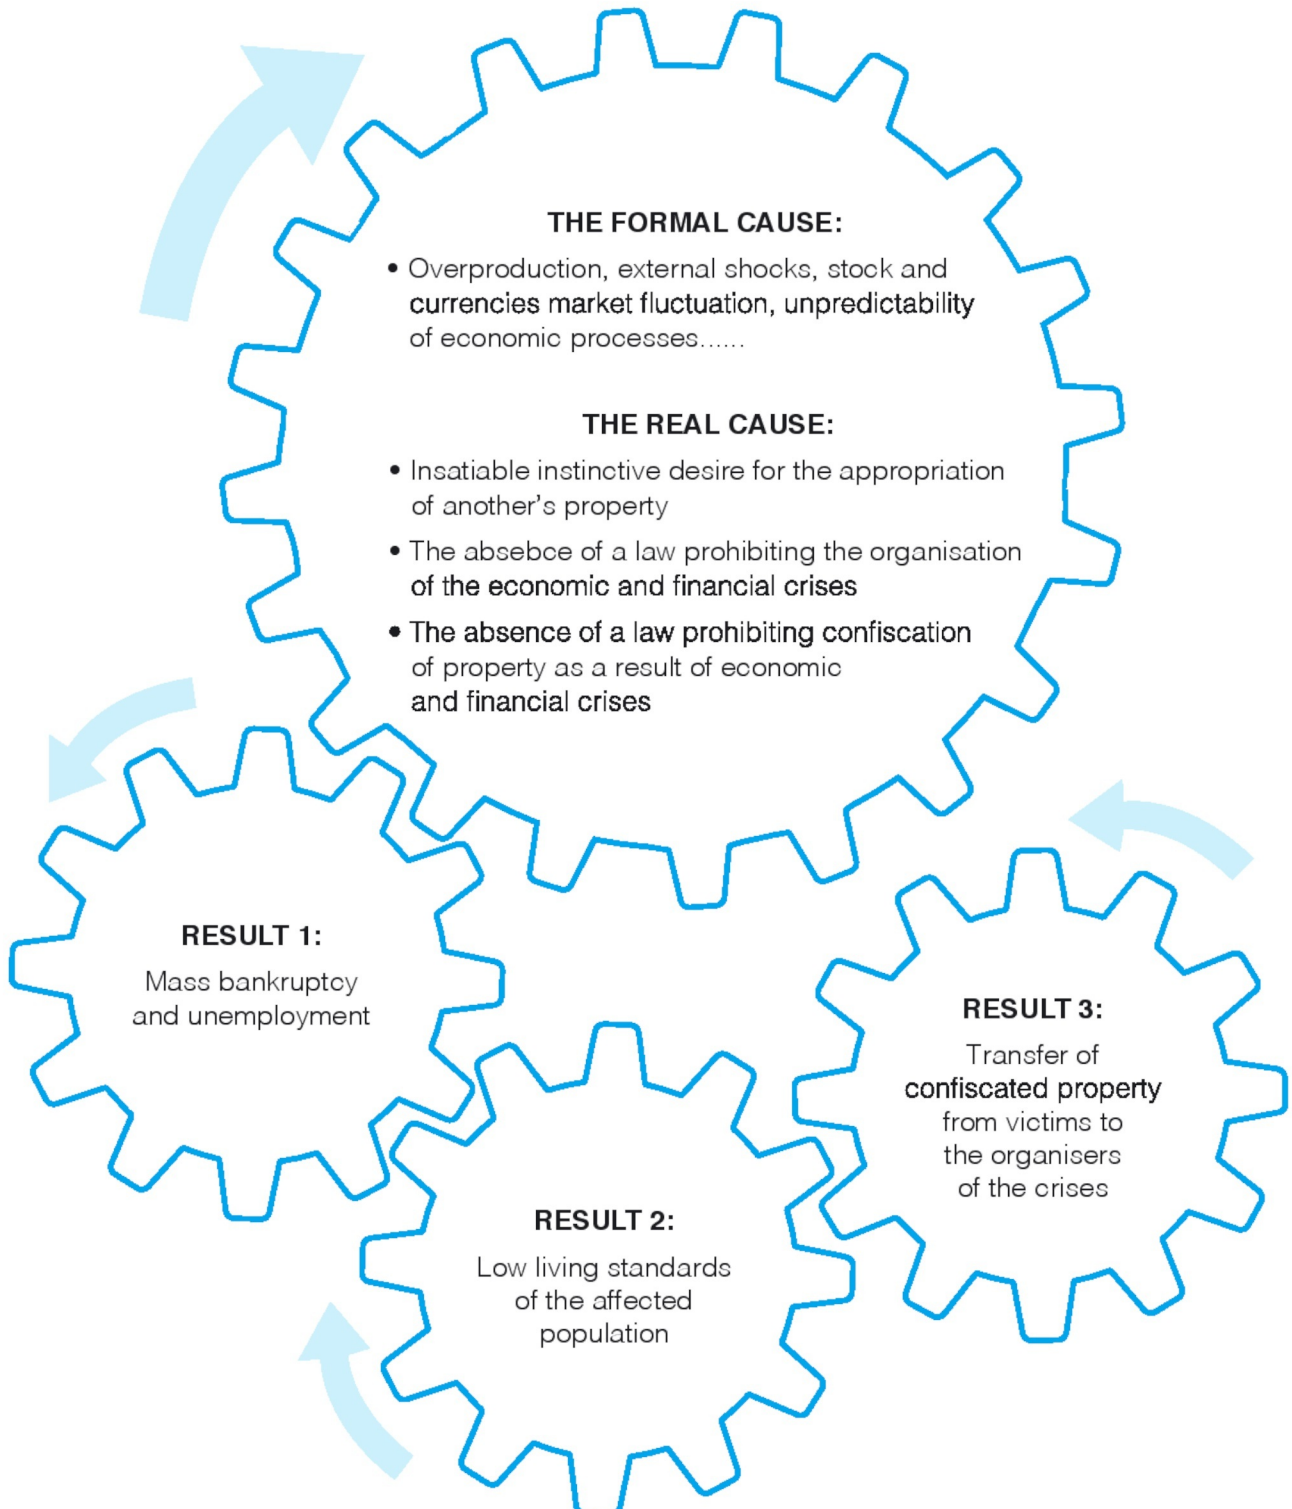 THE FORMAL CAUSE:
• Overproduction, external shocks, stock and
currencies market fluctuation, unpredictability
of economic processes......
THE REAL CAUSE:
• Insatiable instinctive desire for the appropriation
of another’s property
• The absebce of a law prohibiting the organisation
of the economic and financial crises
• The absence of a law prohibiting confiscation
of property as a result of economic
and financial crises
RESULT 1:
Mass bankruptcy
and unemployment
RESULT 2:
Low living standards
of the affected
population
RESULT 3:
Transfer of
confiscated property
from victims to
the organisers
of the crises